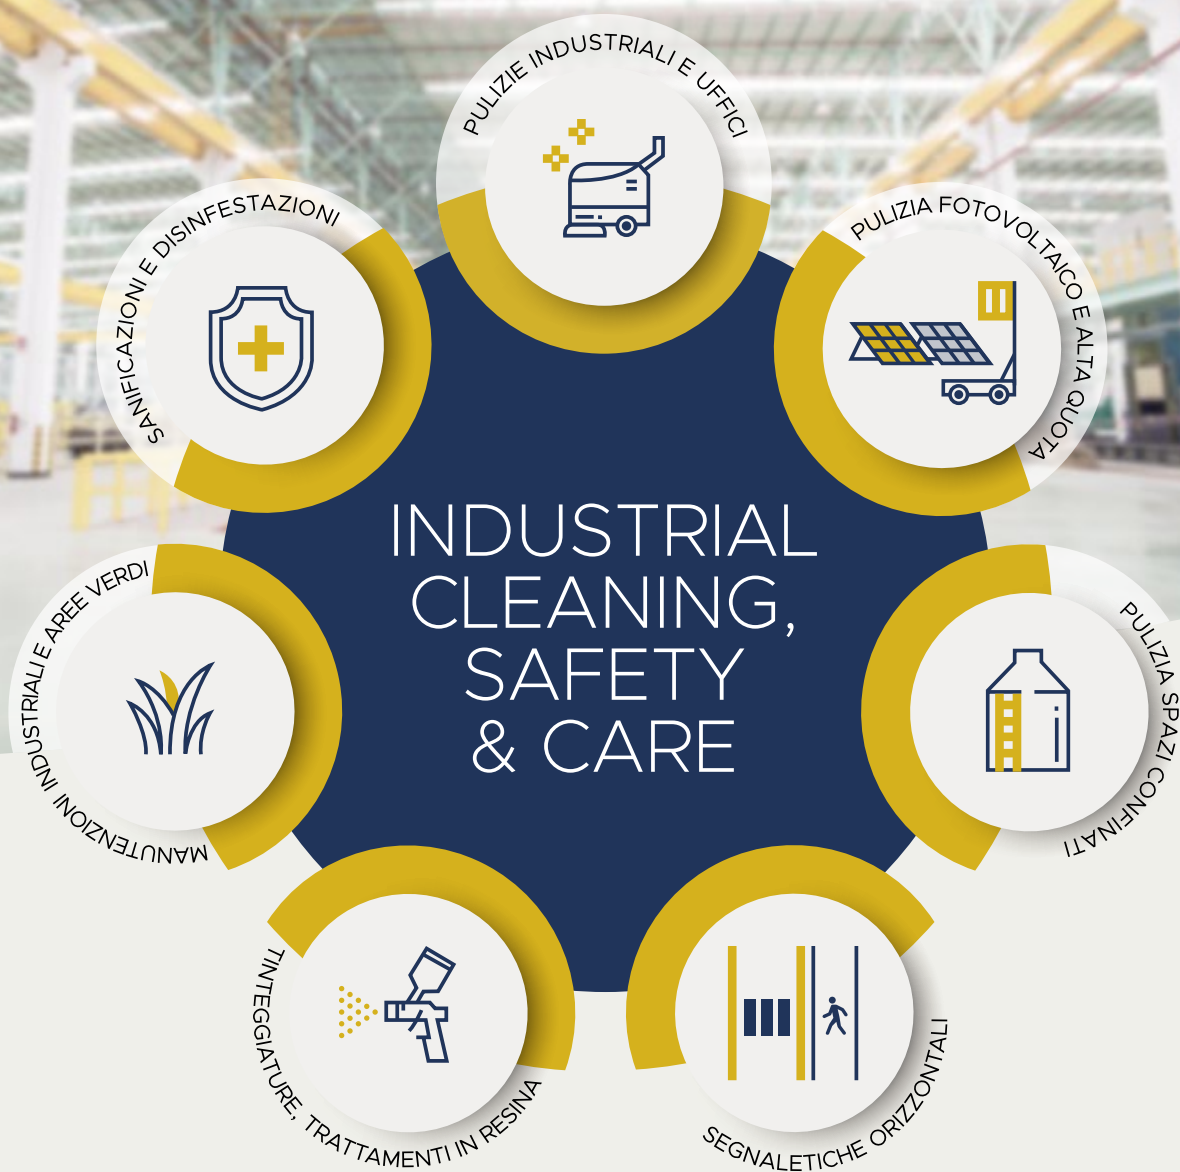 PULIZIE INDUSTRIALI E UFFICI
PULIZIA FOTOVOLTAICO E ALTA QUOTA
PULIZIA SPAZI CONFINATI
SEGNALETICHE ORIZZONTALI
TINTEGGIATURE, TRATTAMENTI IN RESINA
MANUTENZIONI INDUSTRIALI E AREE VERDI
SANIFICAZIONI E DISINFESTAZIONI
INDUSTRIAL
CLEANING,
SAFETY
& CARE